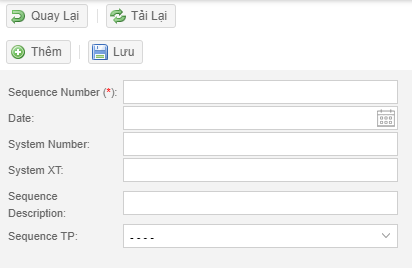 Quay Lại Tải Lại
Thêm Lưu
Sequence Number (*):
Date:
System Number:
System XT:
Sequence
Description:
Sequence TP: - - - -